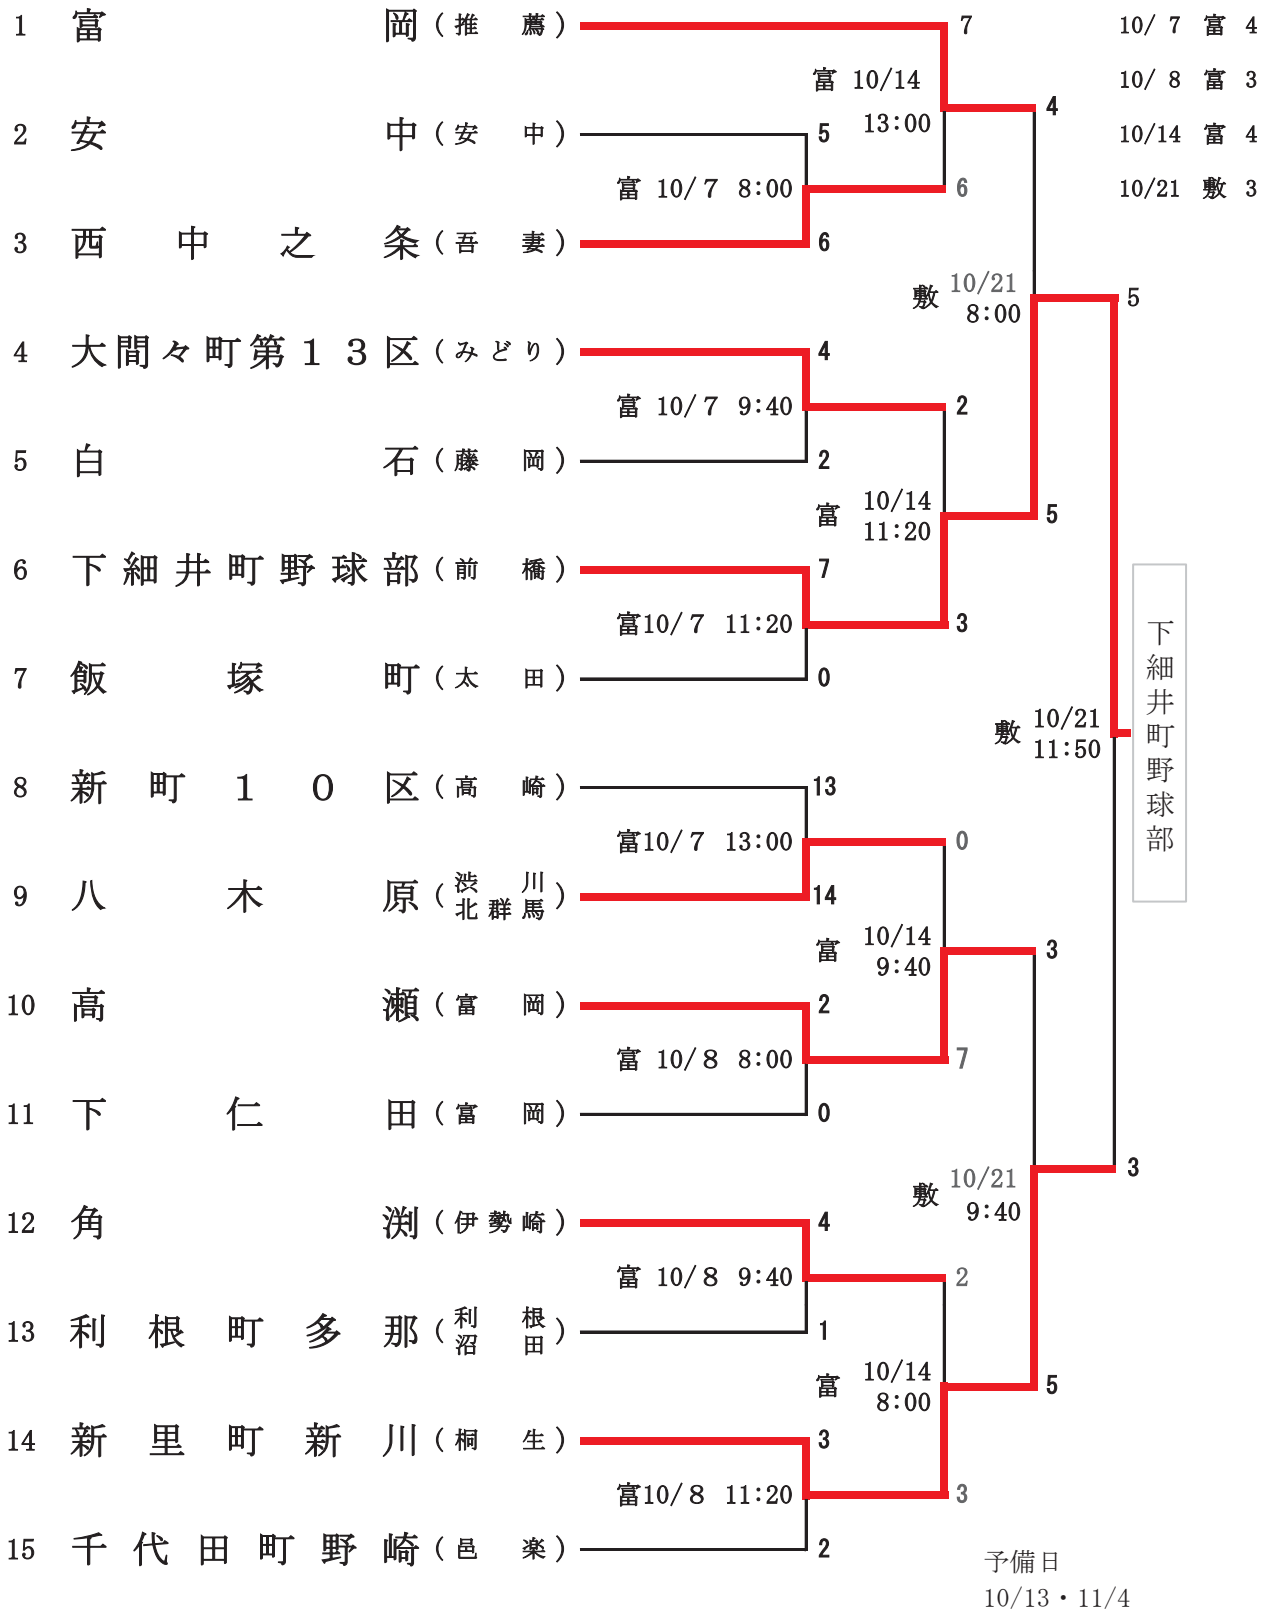 1 富岡（推薦） 7 10/ 7 富 4
富 10/14 10/ 8 富 3
4
13:00
2 安中（安中） 5 10/14 富 4
富 10/ 7 8:00 6 10/21 敷 3
3 西中之条（吾妻） 6
敷 10/21 5
8:00
4 大間々町第１３区（みどり） 4
富 10/ 7 9:40 2
5 白石（藤岡） 2
富 10/14 5
11:20
6 下細井町野球部（前橋） 7
富10/ 7 11:20 3
7 飯塚町（太田） 0
敷 10/21
11:50
下細井町野球部
8 新町１０区（高崎） 13
富10/ 7 13:00 0
9 八木原（渋川
北群馬） 14
富 10/14 3
9:40
10 高瀬（富岡） 2
富 10/ 8 8:00 7
11 下仁田（富岡） 0
敷 10/21 3
9:40
12 角渕（伊勢崎） 4
富 10/ 8 9:40 2
13 利根町多那（利根
沼田） 1
富 10/14 5
8:00
14 新里町新川（桐生） 3
富10/ 8 11:20 3
15 千代田町野崎（邑楽） 2
予備日
10/13・11/4